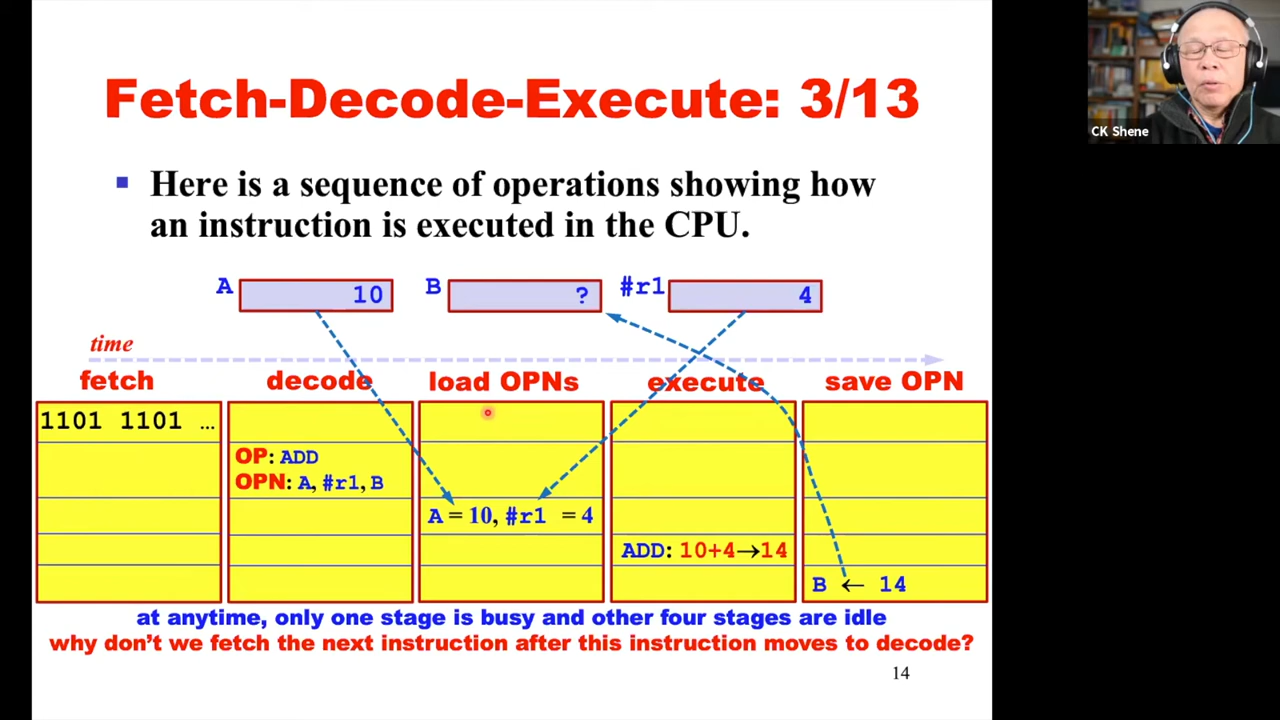 Fetch-Decode-Execute: 3/13
CK Shene
▪ Here is a sequence of operations showing how
an instruction is executed in the CPU.
A 10 B ? #r1 4
time
fetch decode load OPNs execute save OPN
1101 1101 …
OP: ADD
OPN: A, #r1, B
A = 10, #r1 = 4
ADD: 10+4→14
B ← 14
at anytime, only one stage is busy and other four stages are idle
why don’t we fetch the next instruction after this instruction moves to decode?
14